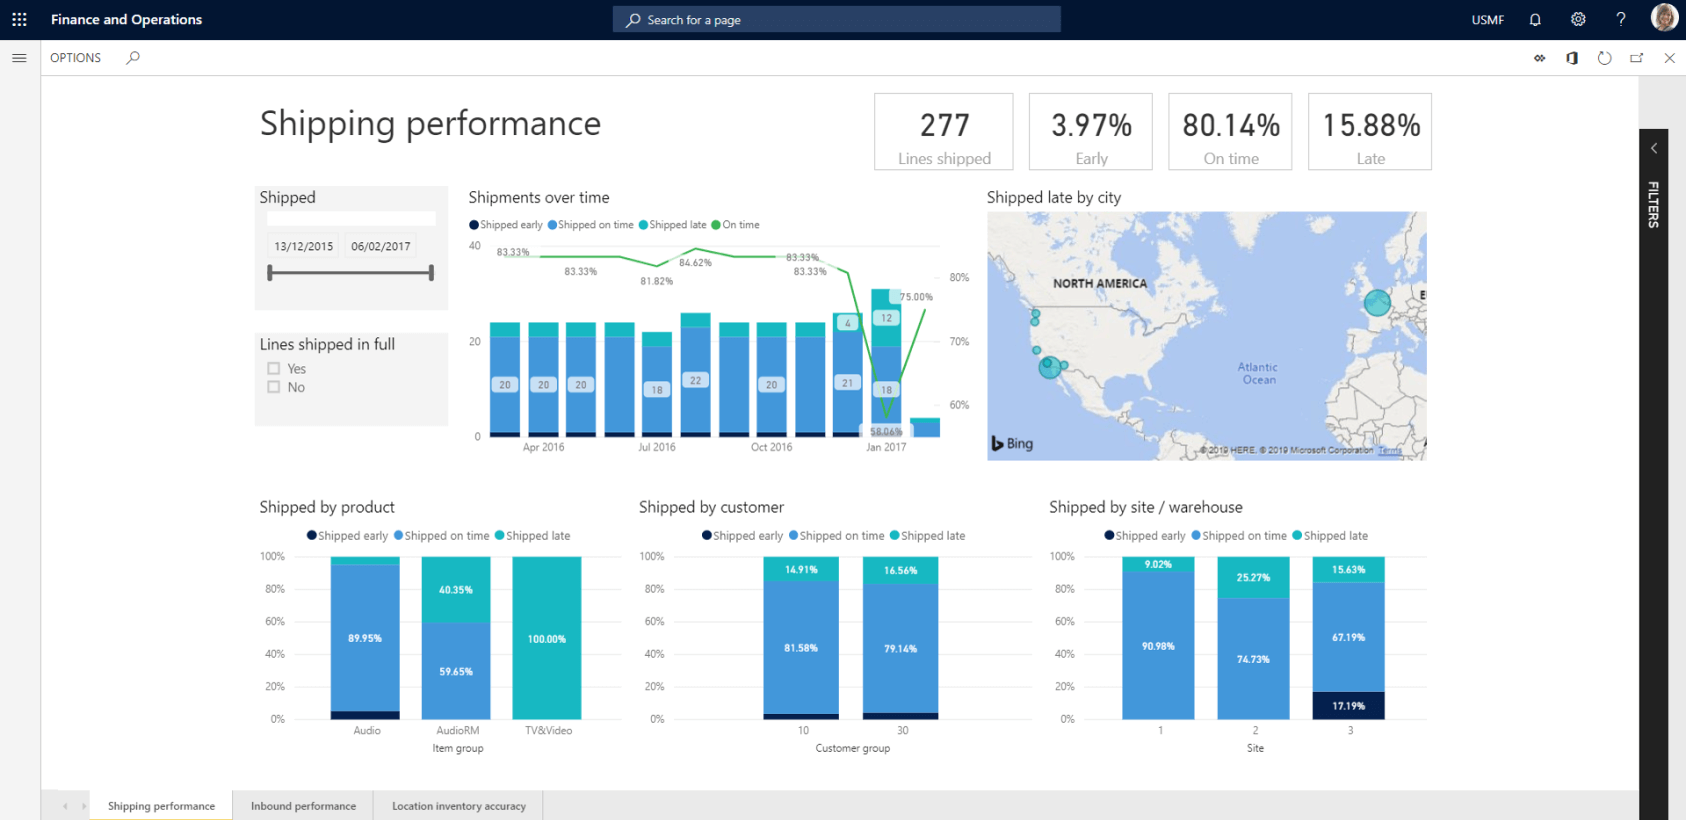 Finance and Operations
Search for a page
USMF
?
OPTIONS
Shipping performance
277
Lines shipped
3.97%
Early
80.14%
On time
15.88%
Late
FILTERS
Shipped
13/12/2015 06/02/2017
Lines shipped in full
Yes
No
Shipments over time
Shipped early Shipped on time Shipped late On time
40
20
0
83.33%
83.33%
81.82%
84.62%
83.33%
83.33%
75.00%
58.06%
80%
70%
60%
4
12
20 20 20 18 22 20 21 18
Apr 2016 Jul 2016 Oct 2016 Jan 2017
Shipped late by city
NORTH AMERICA
Atlantic
Ocean
Bing
© 2019 HERE, © 2019 Microsoft Corporation Terms
Shipped by product
Shipped early Shipped on time Shipped late
100%
80%
60%
40%
20%
0%
89.95%
40.35%
59.65%
100.00%
Audio AudioRM TV&Video
Item group
Shipped by customer
Shipped early Shipped on time Shipped late
100%
80%
60%
40%
20%
0%
14.91%
81.58%
16.56%
79.14%
10 30
Customer group
Shipped by site / warehouse
Shipped early Shipped on time Shipped late
100%
80%
60%
40%
20%
0%
9.02%
90.98%
25.27%
74.73%
15.63%
67.19%
17.19%
1 2 3
Site
Shipping performance Inbound performance Location inventory accuracy